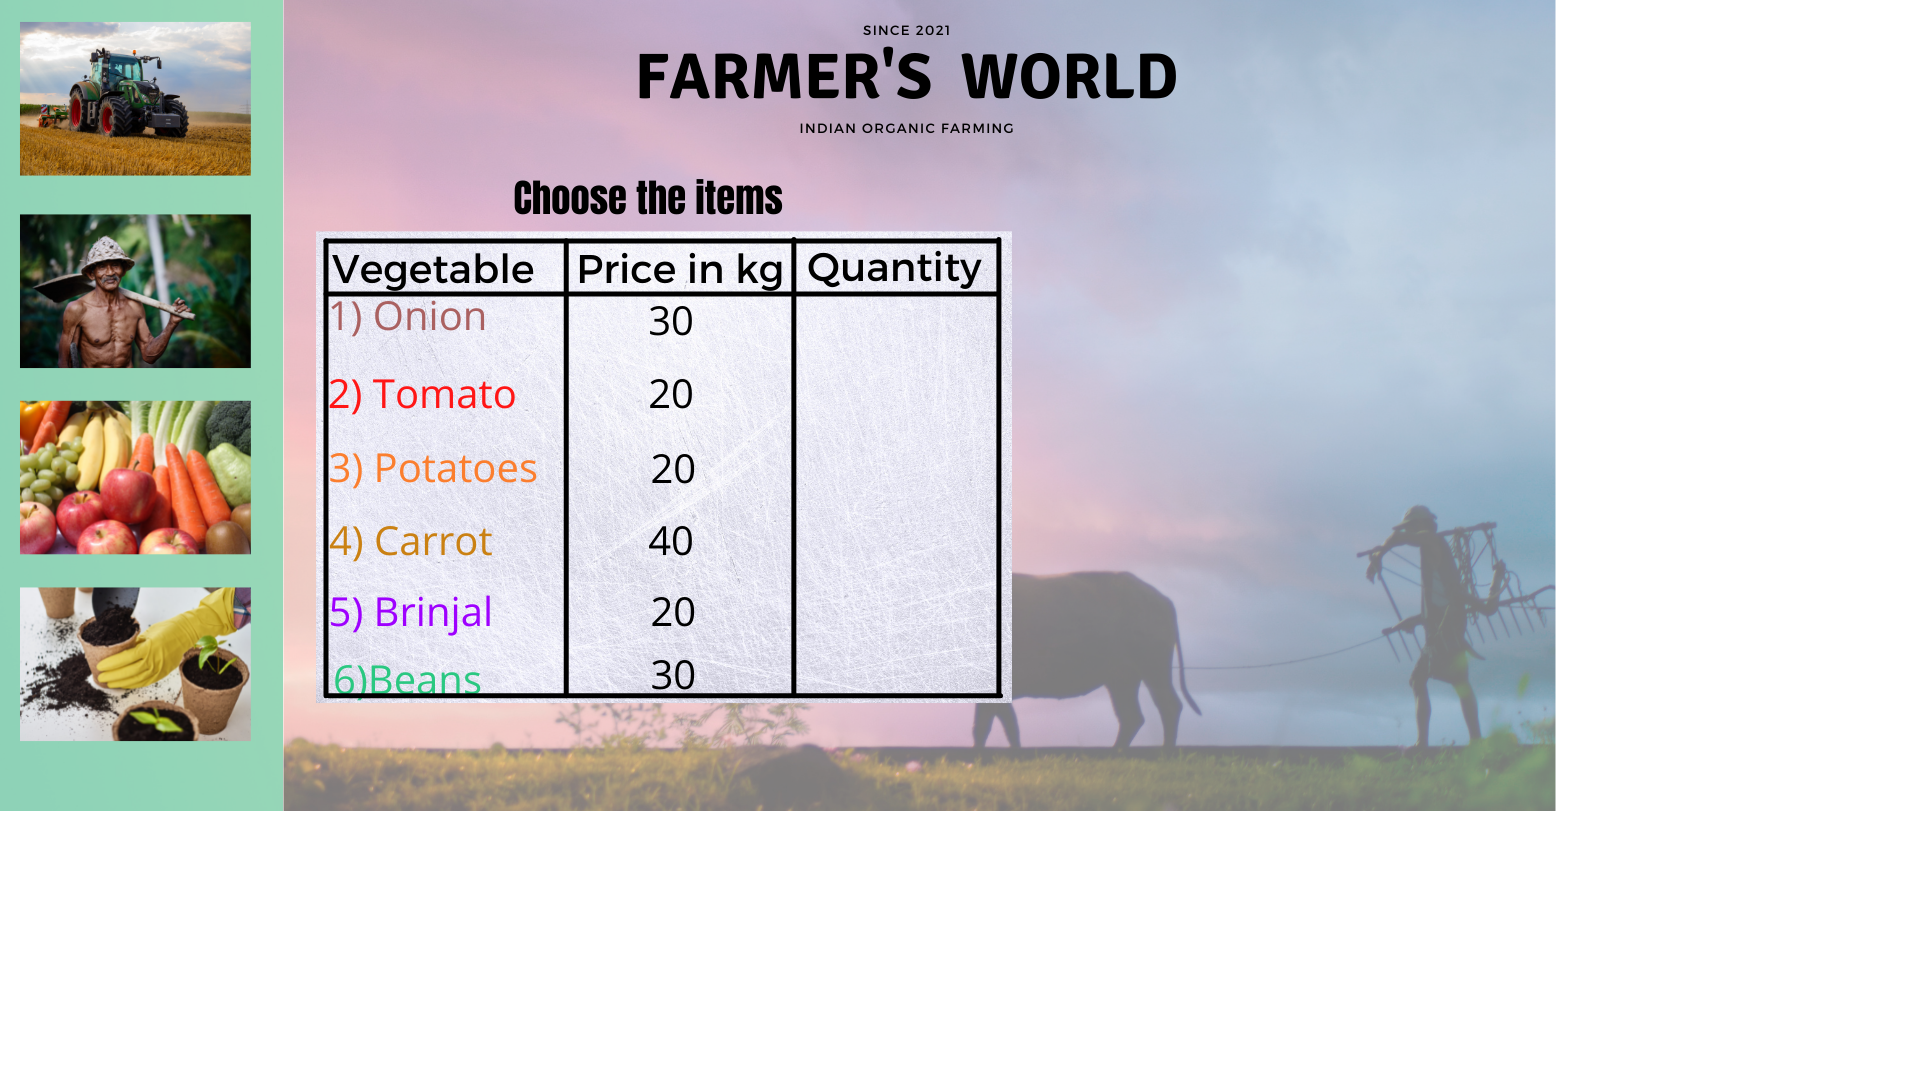 SINCE 2021
FARMER'S WORLD
INDIAN ORGANIC FARMING
Choose the items
Vegetable Price in kg Quantity
1) Onion 30
2) Tomato 20
3) Potatoes 20
4) Carrot 40
5) Brinjal 20
6)Beans 30